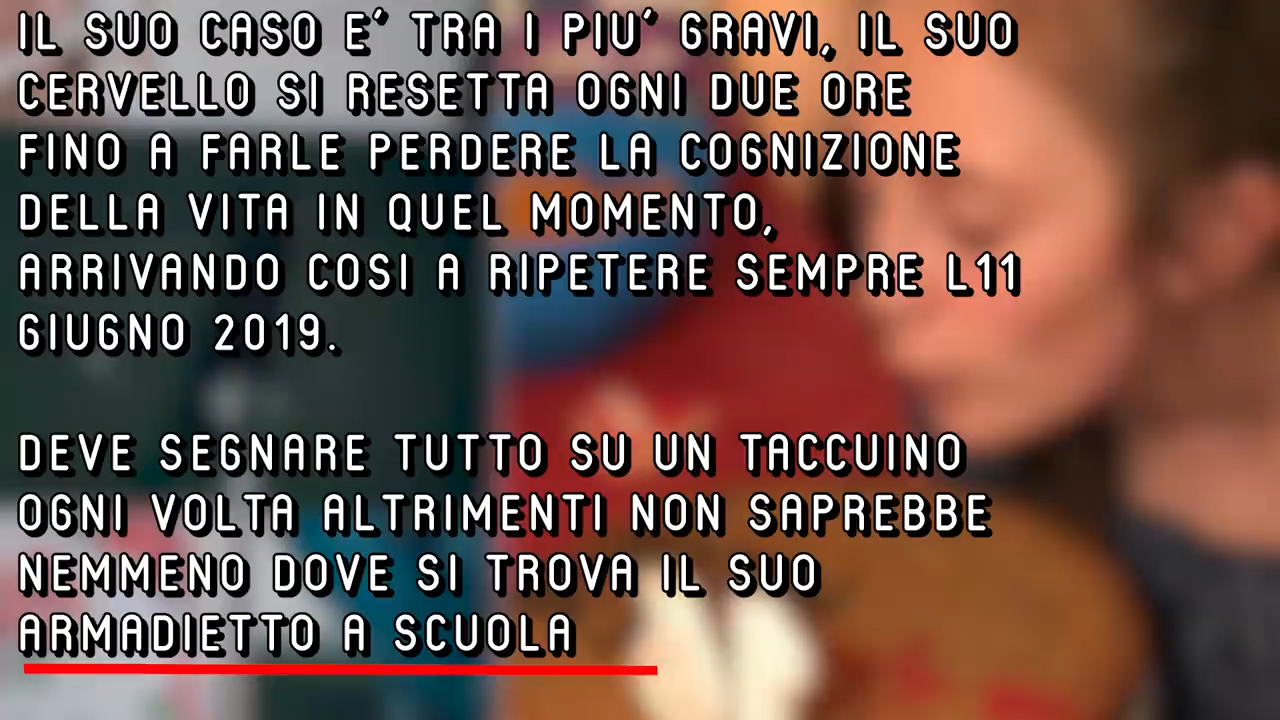 IL SUO CASO E' TRA I PIU' GRAVI, IL SUO
CERVELLO SI RESETTA OGNI DUE ORE
FINO A FARLE PERDERE LA COGNIZIONE
DELLA VITA IN QUEL MOMENTO,
ARRIVANDO COSI A RIPETERE SEMPRE L11
GIUGNO 2019.
DEVE SEGNARE TUTTO SU UN TACCUINO
OGNI VOLTA ALTRIMENTI NON SAPREBBE
NEMMENO DOVE SI TROVA IL SUO
ARMADIETTO A SCUOLA